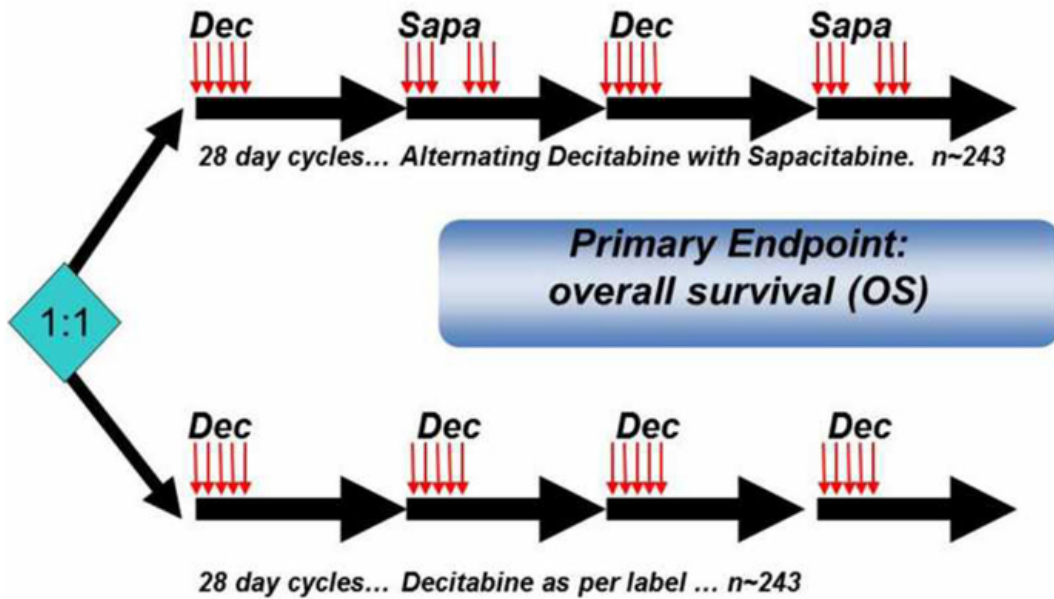 Dec Sapa Dec Sapa
28 day cycles... Alternating Decitabine with Sapacitabine. n~243
Primary Endpoint:
overall survival (OS)
1:1
Dec Dec Dec Dec
28 day cycles... Decitabine as per label ... n~243